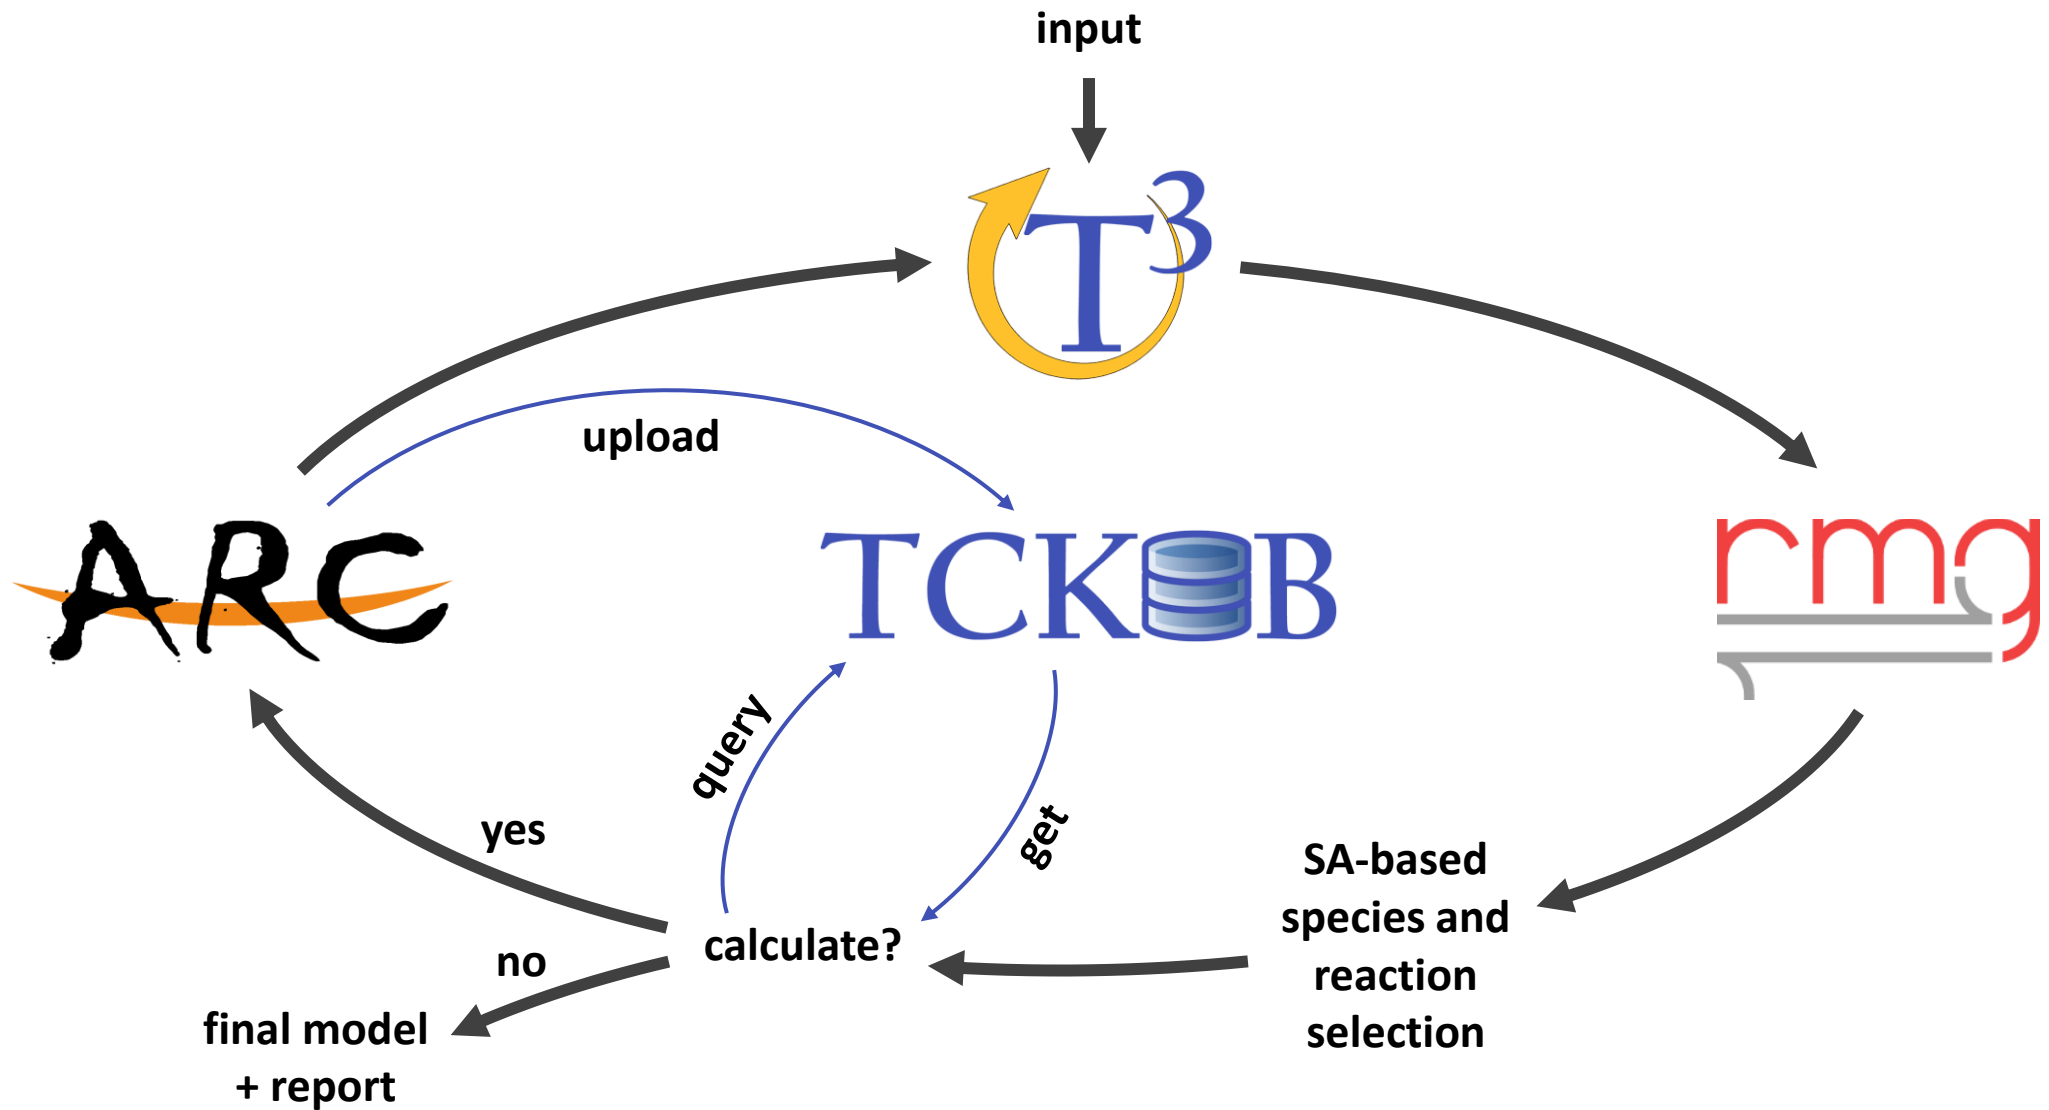 input
T3
upload
ARC
TCKB
rmg
query
get
yes
calculate?
no
SA-based
species and
reaction
selection
final model
+ report